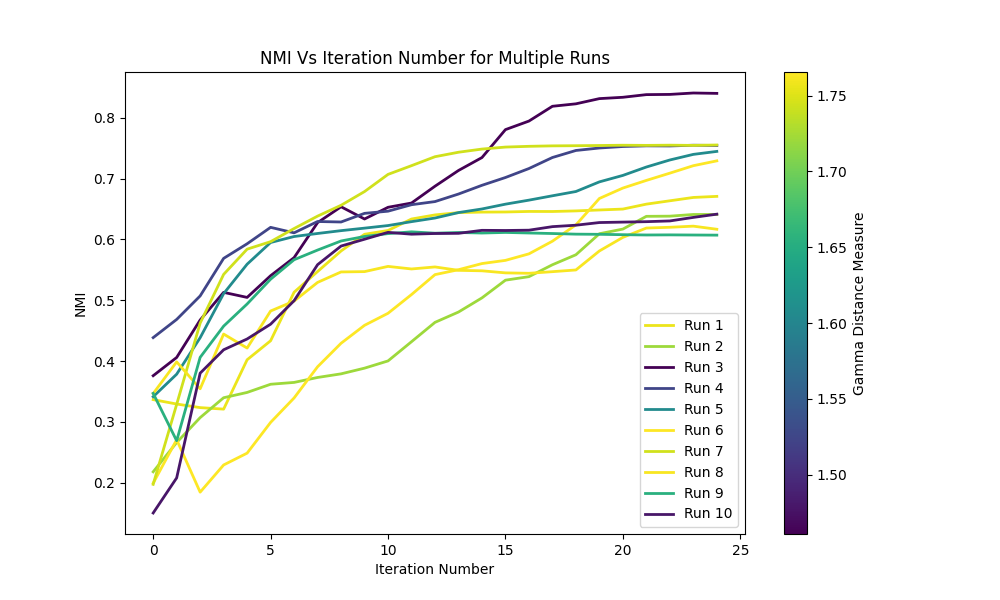 NMI Vs Iteration Number for Multiple Runs
NMI
0.8
0.7
0.6
0.5
0.4
0.3
0.2
0
5
10
15
20
25
Iteration Number
Run 1
Run 2
Run 3
Run 4
Run 5
Run 6
Run 7
Run 8
Run 9
Run 10
1.75
1.70
1.65
1.60
1.55
1.50
Gamma Distance Measure